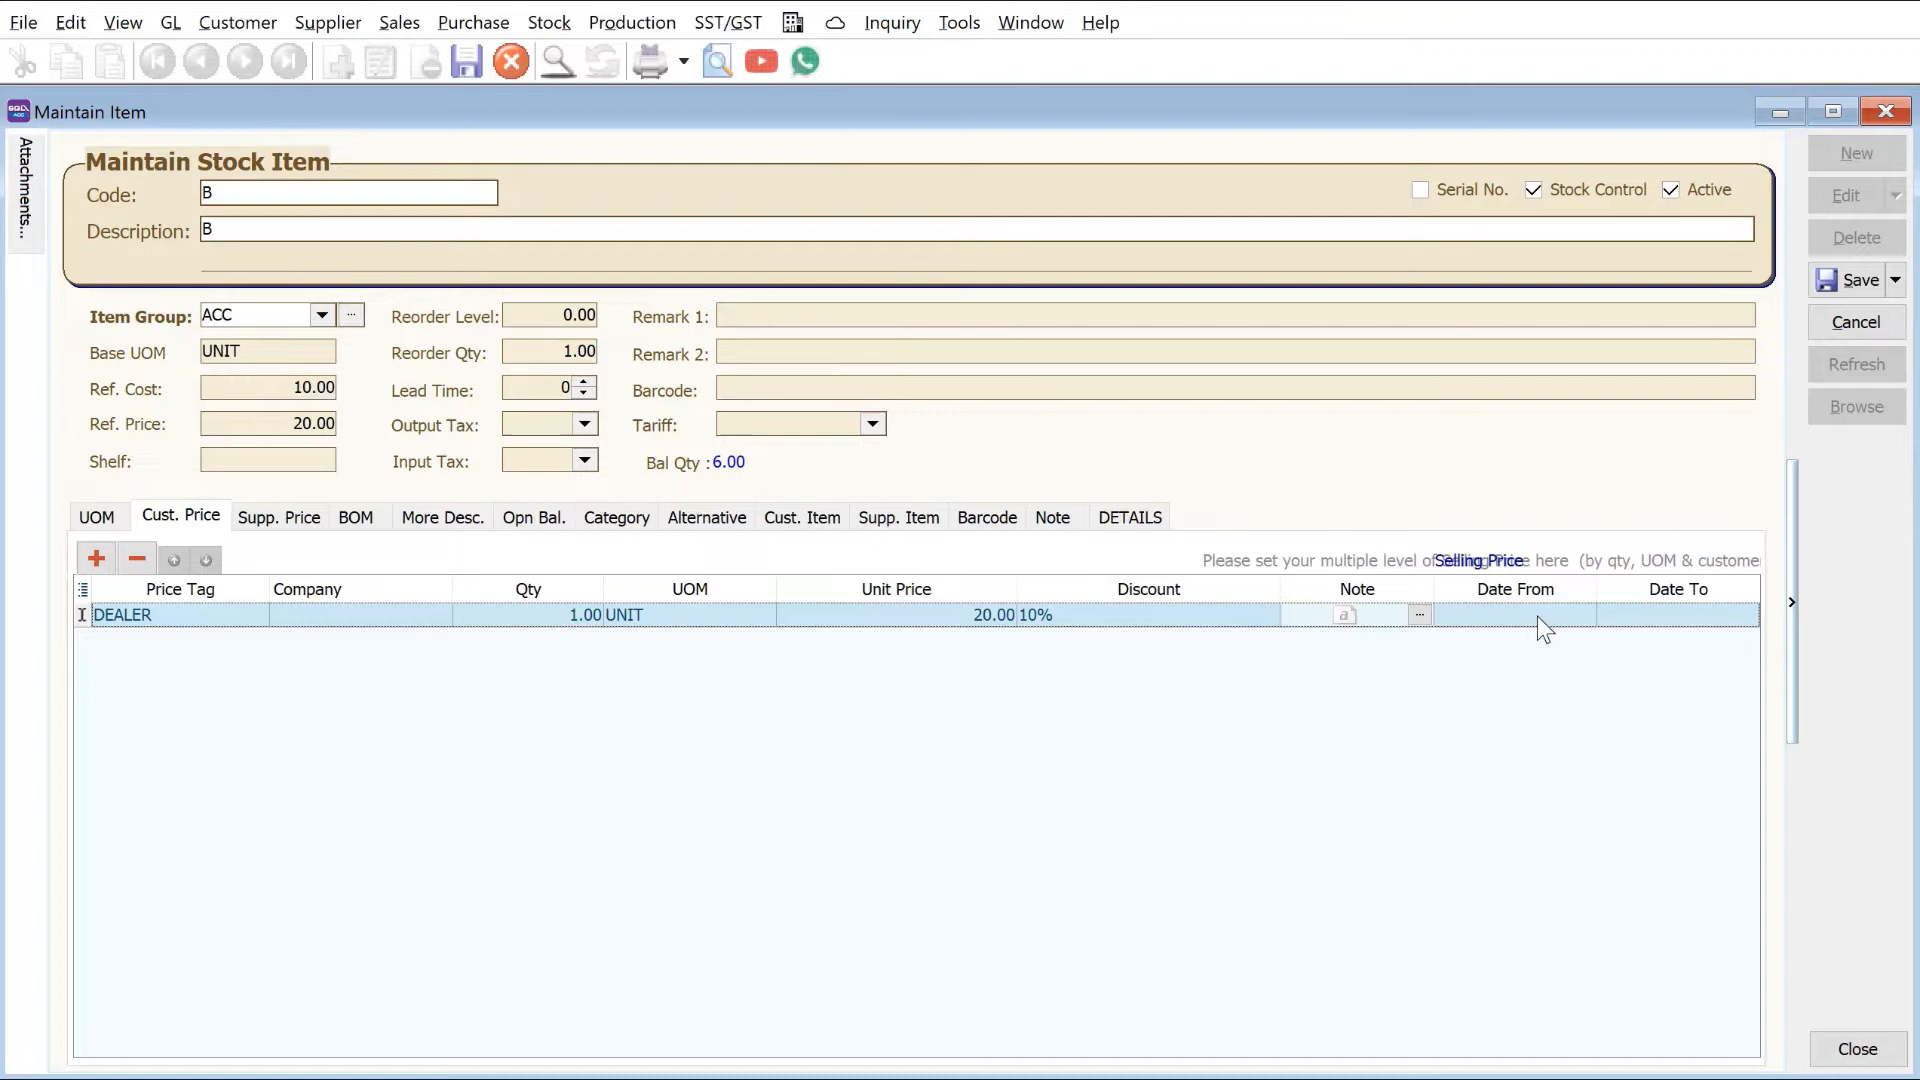 File Edit View GL Customer Supplier Sales Purchase Stock Production SST/GST Inquiry Tools Window Help
SQL ACC Maintain Item
Attachments...
Maintain Stock Item
Code: B
Serial No. Stock Control Active
Description: B
New
Edit
Delete
Save
Cancel
Refresh
Browse
Item Group: ACC ... Reorder Level: 0.00 Remark 1:
Base UOM UNIT Reorder Qty: 1.00 Remark 2:
Ref. Cost: 10.00 Lead Time: 0 Barcode:
Ref. Price: 20.00 Output Tax: Tariff:
Shelf: Input Tax: Bal Qty : 6.00
UOM Cust. Price Supp. Price BOM More Desc. Opn Bal. Category Alternative Cust. Item Supp. Item Barcode Note DETAILS
Please set your multiple level of Selling Price here (by qty, UOM & custome
Price Tag Company Qty UOM Unit Price Discount Note Date From Date To
DEALER 1.00 UNIT 20.00 10% a ...
Close